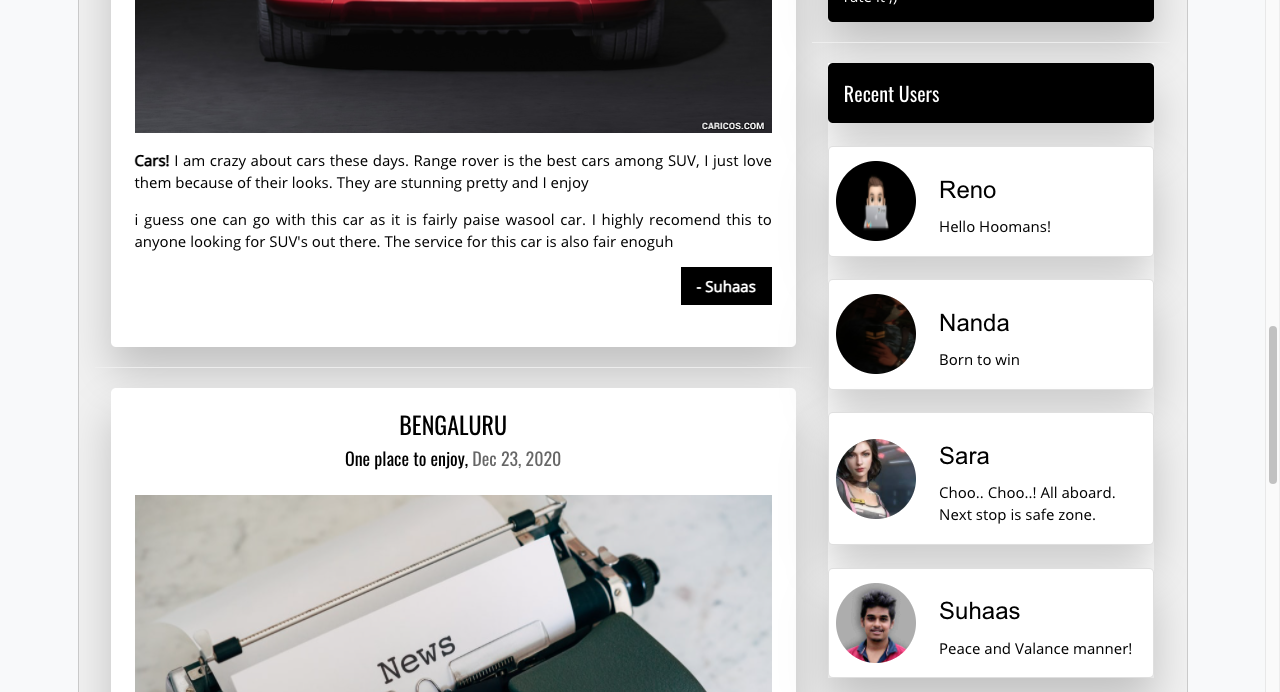 rate it ;)
CARICOS.COM
Cars! I am crazy about cars these days. Range rover is the best cars among SUV, I just love
them because of their looks. They are stunning pretty and I enjoy
i guess one can go with this car as it is fairly paise wasool car. I highly recomend this to
anyone looking for SUV's out there. The service for this car is also fair enoguh
- Suhaas
BENGALURU
One place to enjoy, Dec 23, 2020
News
Recent Users
Reno
Hello Hoomans!
Nanda
Born to win
Sara
Choo.. Choo..! All aboard.
Next stop is safe zone.
Suhaas
Peace and Valance manner!